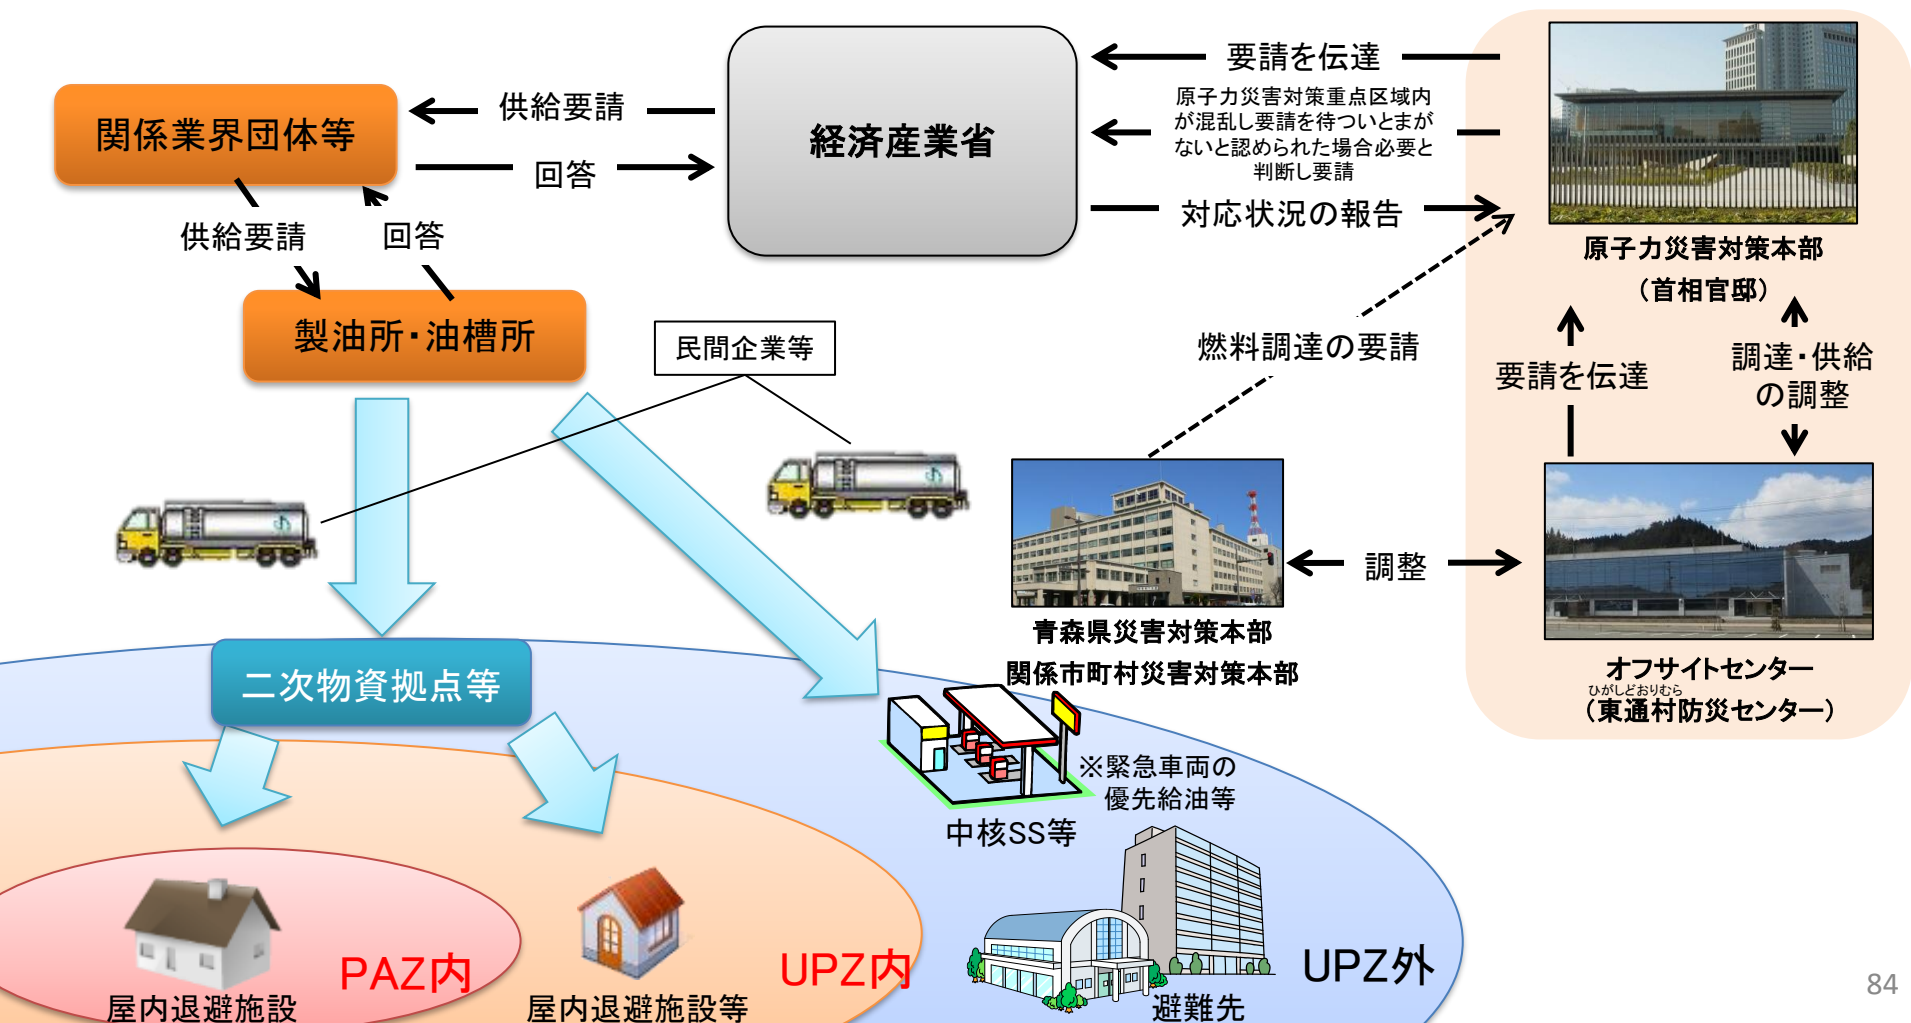 要請を伝達
原子力災害対策重点区域内
が混乱し要請を待ついとまが
ないと認められた場合必要と
判断し要請
対応状況の報告
経済産業省
供給要請
回答
関係業界団体等
供給要請
回答
製油所・油槽所
民間企業等
燃料調達の要請
原子力災害対策本部
（首相官邸）
要請を伝達
調達・供給
の調整
調整
青森県災害対策本部
関係市町村災害対策本部
オフサイトセンター
ひがしどおりむら
（東通村防災センター）
二次物資拠点等
※緊急車両の
優先給油等
中核SS等
PAZ内
屋内退避施設
UPZ内
屋内退避施設等
UPZ外
避難先
84